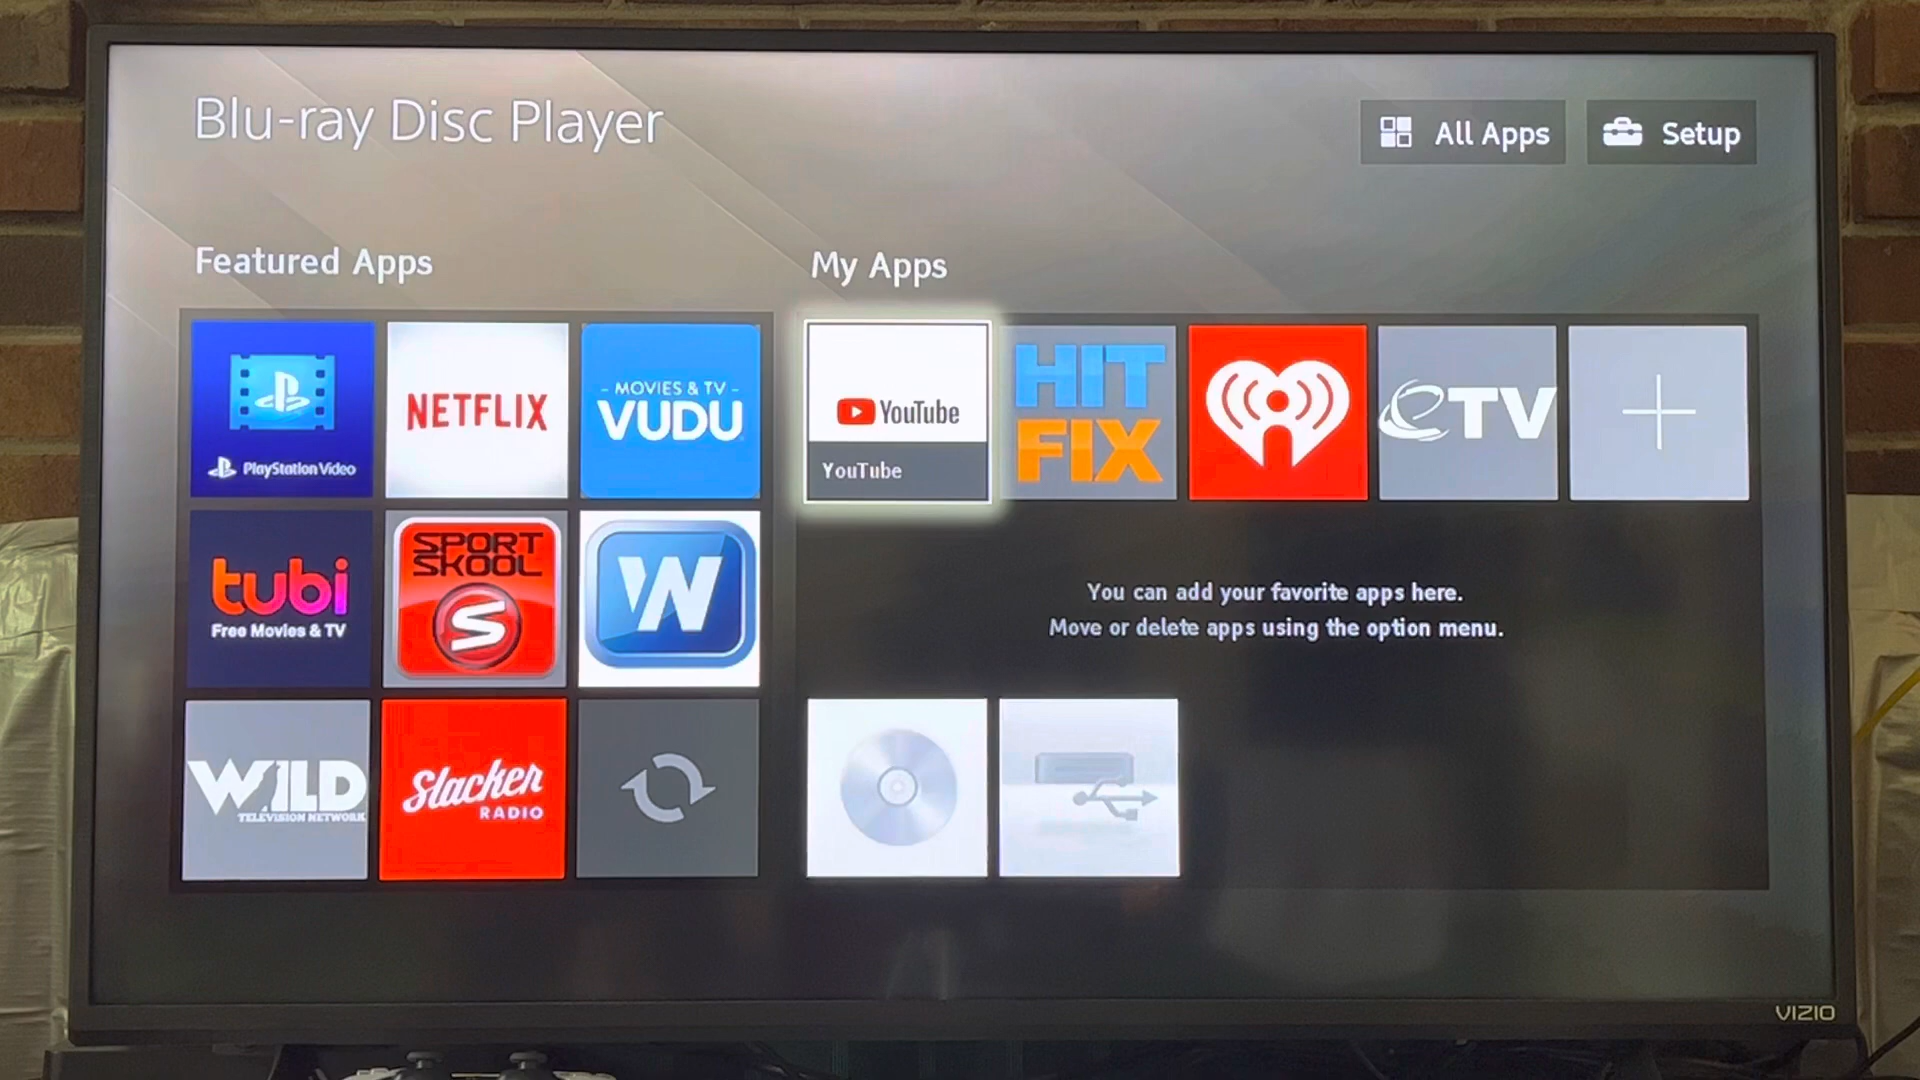 Blu-ray Disc Player
All Apps
Setup
Featured Apps
My Apps
PlayStation Video
NETFLIX
- MOVIES & TV -
VUDU
YouTube
YouTube
HIT
FIX
eTV
tubi
Free Movies & TV
SPORT
SKOOL
S
W
You can add your favorite apps here.
Move or delete apps using the option menu.
WILD
TELEVISION NETWORK
Slacker
RADIO
VIZIO